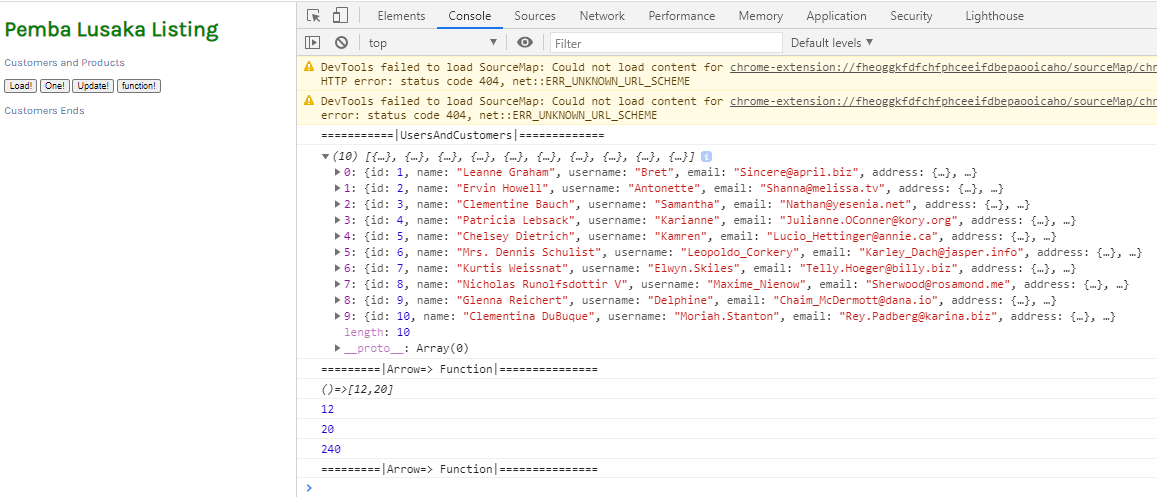 Pemba Lusaka Listing
Customers and Products
Load! One! Update! function!
Customers Ends
Elements Console Sources Network Performance Memory Application Security Lighthouse
top Filter Default levels
DevTools failed to load SourceMap: Could not load content for chrome-extension://fheoggkfdfchfphceeifdbepaooicaho/sourceMap/chr
HTTP error: status code 404, net::ERR_UNKNOWN_URL_SCHEME
DevTools failed to load SourceMap: Could not load content for chrome-extension://fheoggkfdfchfphceeifdbepaooicaho/sourceMap/chr
error: status code 404, net::ERR_UNKNOWN_URL_SCHEME
===========|UsersAndCustomers|=============
(10) [{…}, {…}, {…}, {…}, {…}, {…}, {…}, {…}, {…}, {…}] i
0: {id: 1, name: "Leanne Graham", username: "Bret", email: "Sincere@april.biz", address: {…}, …}
1: {id: 2, name: "Ervin Howell", username: "Antonette", email: "Shanna@melissa.tv", address: {…}, …}
2: {id: 3, name: "Clementine Bauch", username: "Samantha", email: "Nathan@yesenia.net", address: {…}, …}
3: {id: 4, name: "Patricia Lebsack", username: "Karianne", email: "Julianne.OConner@kory.org", address: {…}, …}
4: {id: 5, name: "Chelsey Dietrich", username: "Kamren", email: "Lucio_Hettinger@annie.ca", address: {…}, …}
5: {id: 6, name: "Mrs. Dennis Schulist", username: "Leopoldo_Corkery", email: "Karley_Dach@jasper.info", address: {…}, …}
6: {id: 7, name: "Kurtis Weissnat", username: "Elwyn.Skiles", email: "Telly.Hoeger@billy.biz", address: {…}, …}
7: {id: 8, name: "Nicholas Runolfsdottir V", username: "Maxime_Nienow", email: "Sherwood@rosamond.me", address: {…}, …}
8: {id: 9, name: "Glenna Reichert", username: "Delphine", email: "Chaim_McDermott@dana.io", address: {…}, …}
9: {id: 10, name: "Clementina DuBuque", username: "Moriah.Stanton", email: "Rey.Padberg@karina.biz", address: {…}, …}
length: 10
__proto__: Array(0)
=========|Arrow=> Function|===============
()=>[12,20]
12
20
240
=========|Arrow=> Function|===============